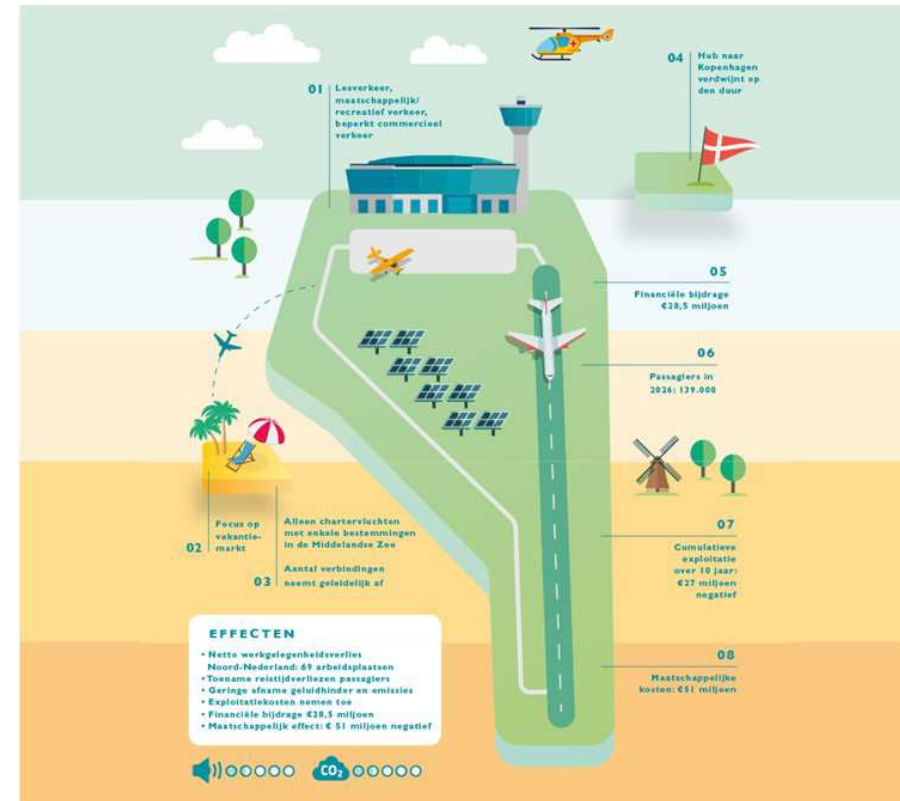 01
Lesverkeer,
maatschappelijk/
recreatief verkeer,
beperkt commercieel
verkeer
04
Hub naar
Kopenhagen
verdwijnt op
den duur
05
Financiële bijdrage
€28,5 miljoen
06
Passagiers in
2026: 139.000
02
Focus op
vakantie-
markt
Alleen chartervluchten
met enkele bestemmingen
in de Middelandse Zee
03
Aantal verbindingen
neemt geleidelijk af
07
Cumulatieve
exploitatie
over 10 jaar:
€27 miljoen
negatief
08
Maatschappelijke
kosten: €51 miljoen
EFFECTEN
• Netto werkgelegenheidsverlies
Noord-Nederland: 69 arbeidsplaatsen
• Toename reistijdverliezen passagiers
• Geringe afname geluidhinder en emissies
• Exploitatiekosten nemen toe
• Financiële bijdrage €28,5 miljoen
• Maatschappelijk effect: € 51 miljoen negatief
CO₂